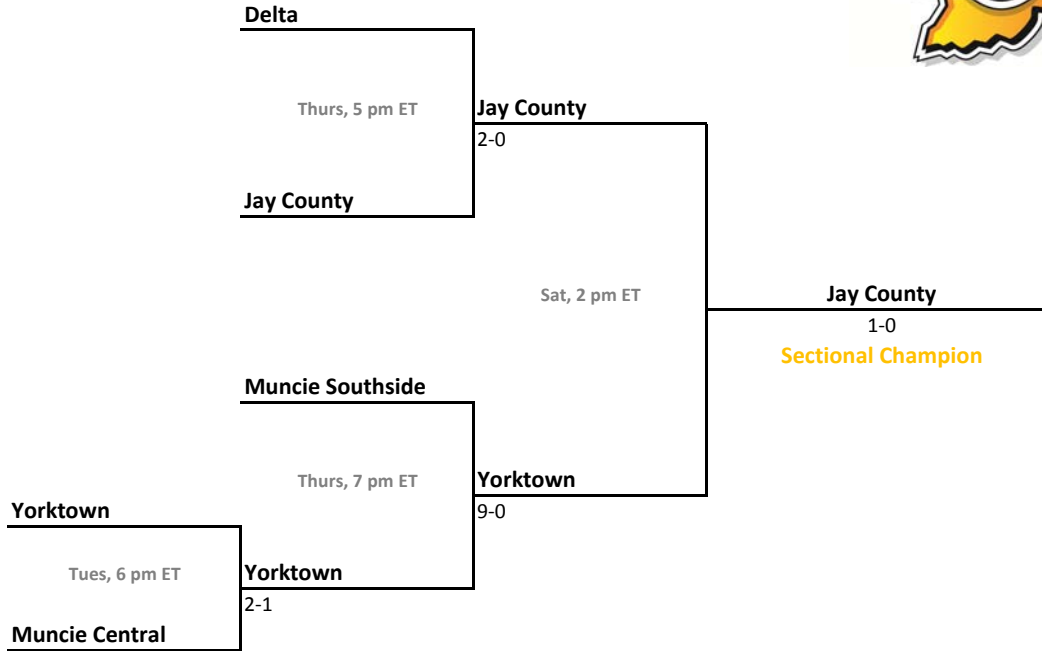 Delta
Thurs, 5 pm ET
Jay County
2-0
Jay County
Sat, 2 pm ET
Jay County
1-0
Sectional Champion
Muncie Southside
Thurs, 7 pm ET
Yorktown
9-0
Yorktown
Tues, 6 pm ET
Yorktown
2-1
Muncie Central